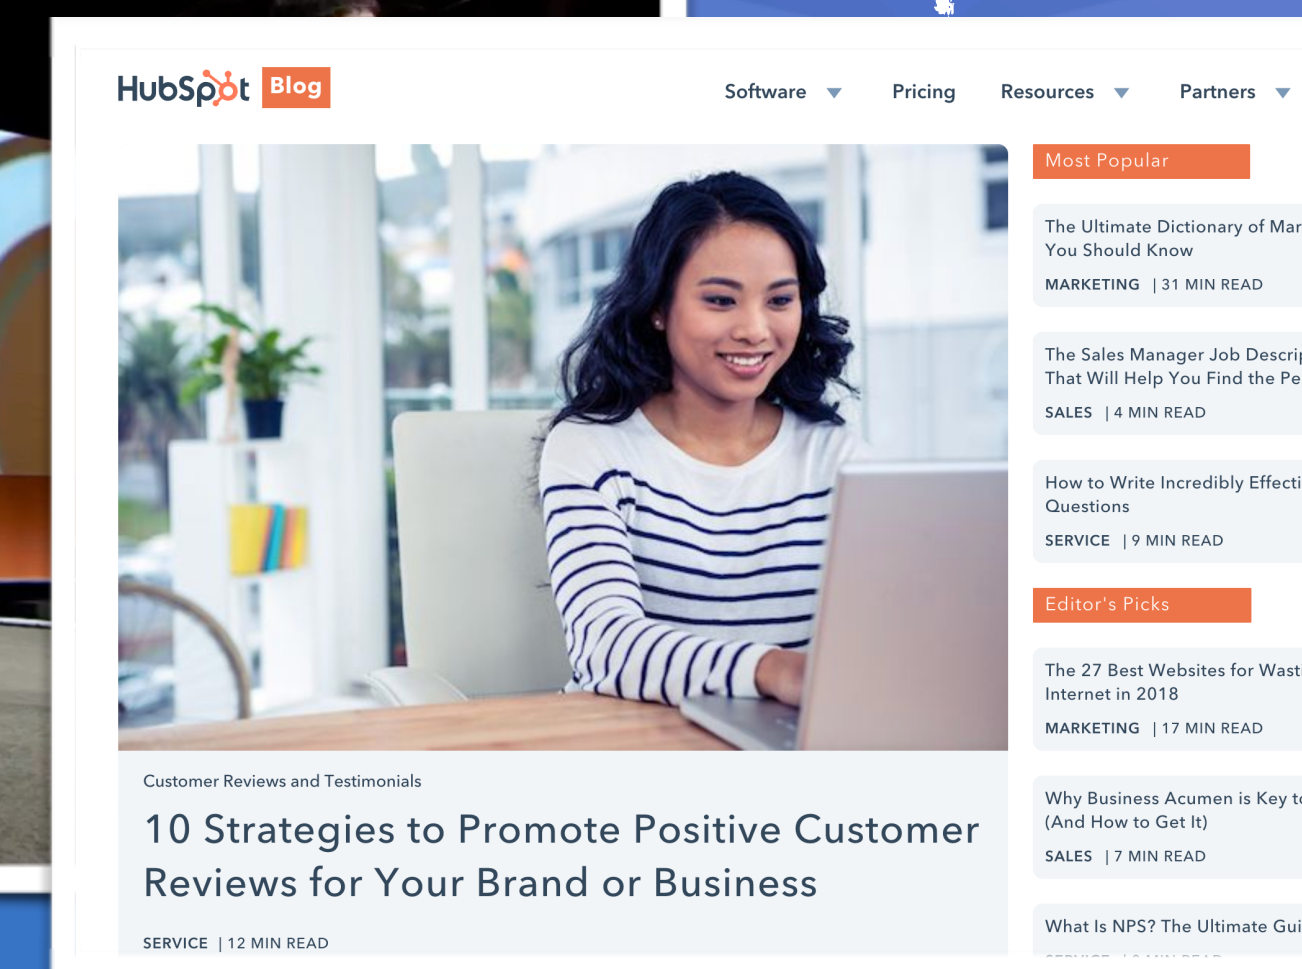 HubSpot Blog
Software Pricing Resources Partners
Customer Reviews and Testimonials
10 Strategies to Promote Positive Customer
Reviews for Your Brand or Business
SERVICE | 12 MIN READ
Most Popular
The Ultimate Dictionary of Mar
You Should Know
MARKETING | 31 MIN READ
The Sales Manager Job Descrip
That Will Help You Find the Pe
SALES | 4 MIN READ
How to Write Incredibly Effecti
Questions
SERVICE | 9 MIN READ
Editor's Picks
The 27 Best Websites for Wast
Internet in 2018
MARKETING | 17 MIN READ
Why Business Acumen is Key to
(And How to Get It)
SALES | 7 MIN READ
What Is NPS? The Ultimate Gui